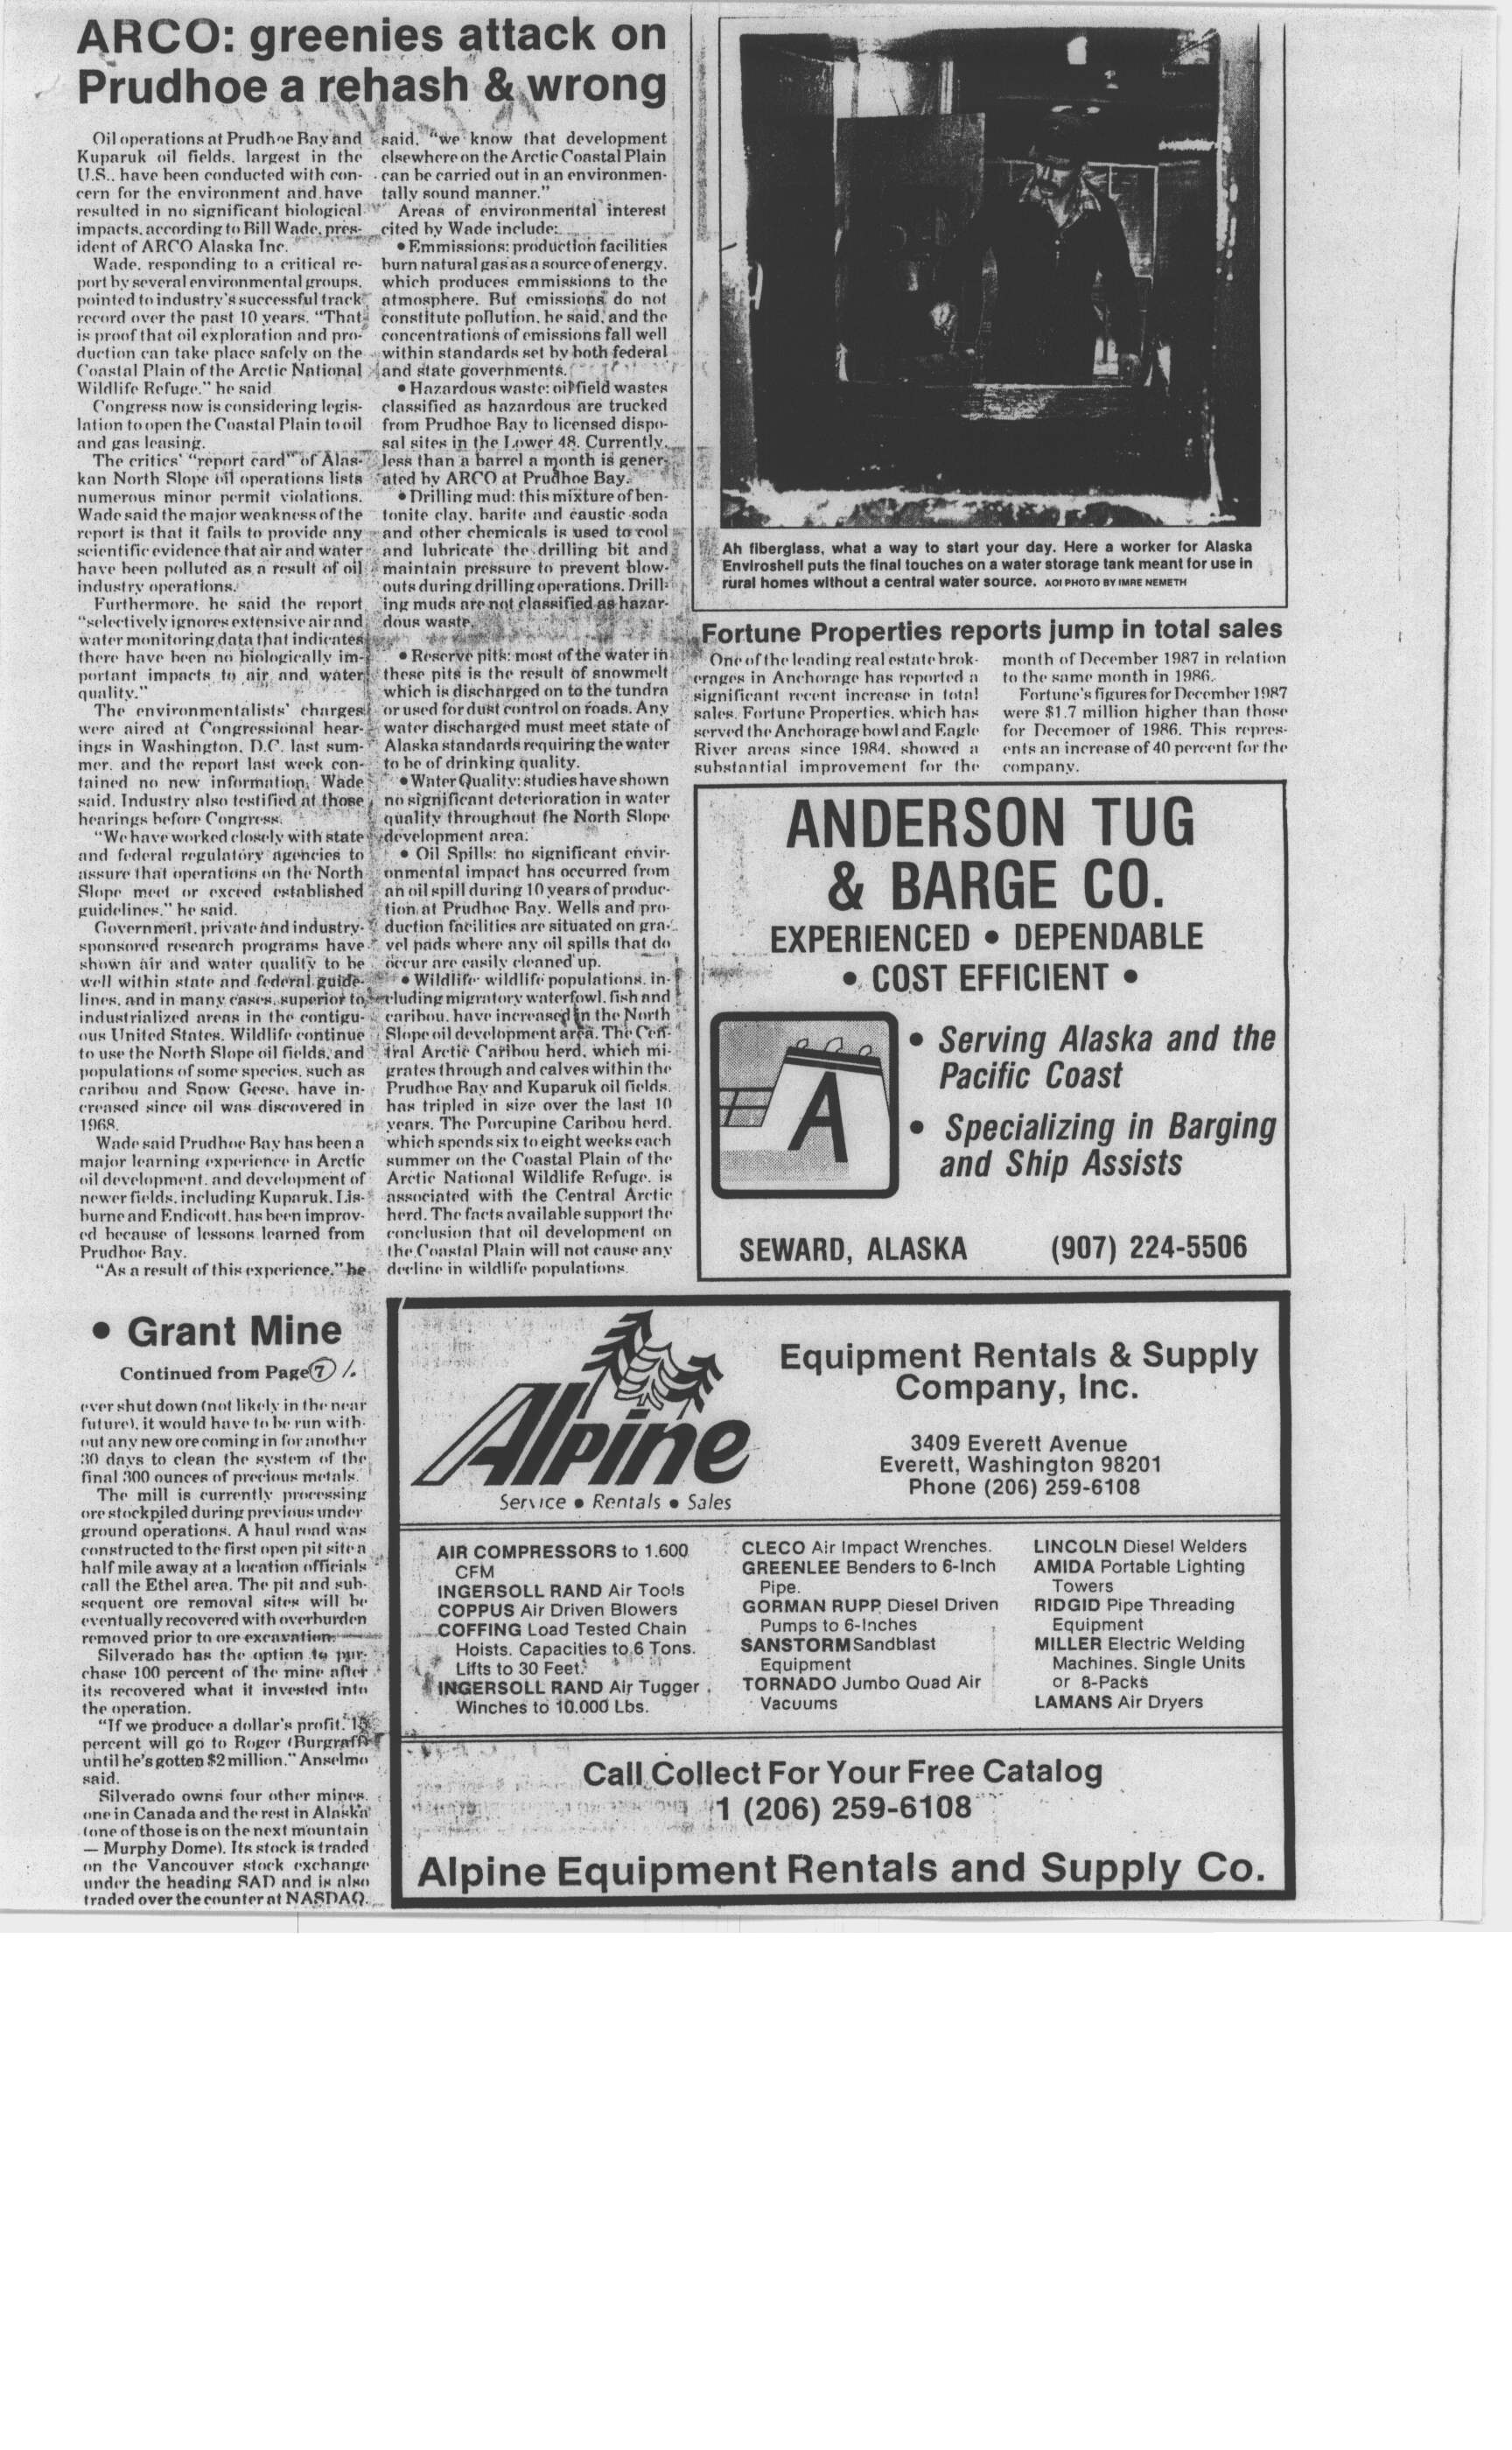 ARCO: greenies attack on
Prudhoe a rehash & wrong
Oil operations at Prudhoe Bay and
Kuparuk oil fields, largest in the
U.S., have been conducted with con-
cern for the environment and have
resulted in no significant biological
impacts, according to Bill Wade, pres-
ident of ARCO Alaska Inc.
Wade, responding to a critical re-
port by several environmental groups,
pointed to industry's successful track
record over the past 10 years. "That
is proof that oil exploration and pro-
duction can take place safely on the
Coastal Plain of the Arctic National
Wildlife Refuge," he said.
Congress now is considering legis-
lation to open the Coastal Plain to oil
and gas leasing.
The critics' "report card" of Alas-
kan North Slope oil operations lists
numerous minor permit violations.
Wade said the major weakness of the
report is that it fails to provide any
scientific evidence that air and water
have been polluted as a result of oil
industry operations.
Furthermore, he said the report
"selectively ignores extensive air and
water monitoring data that indicates
there have been no biologically im-
portant impacts to air and water
quality."
The environmentalists' charges
were aired at Congressional hear-
ings in Washington, D.C. last sum-
mer, and the report last week con-
tained no new information, Wade
said. Industry also testified at those
hearings before Congress.
"We have worked closely with state
and federal regulatory agencies to
assure that operations on the North
Slope meet or exceed established
guidelines," he said.
Government, private and industry-
sponsored research programs have
shown air and water quality to be
well within state and federal guide-
lines, and in many cases, superior to
industrialized areas in the contigu-
ous United States. Wildlife continue
to use the North Slope oil fields, and
populations of some species, such as
caribou and Snow Geese, have in-
creased since oil was discovered in
1968.
Wade said Prudhoe Bay has been a
major learning experience in Arctic
oil development, and development of
newer fields, including Kuparuk, Lis-
burne and Endicott, has been improv-
ed because of lessons learned from
Prudhoe Bay.
"As a result of this experience," he
said, "we know that development
elsewhere on the Arctic Coastal Plain
can be carried out in an environmen-
tally sound manner."
Areas of environmental interest
cited by Wade include:
• Emmissions: production facilities
burn natural gas as a source of energy,
which produces emmissions to the
atmosphere. But emissions do not
constitute pollution, he said, and the
concentrations of emissions fall well
within standards set by both federal
and state governments.
• Hazardous waste: oil field wastes
classified as hazardous are trucked
from Prudhoe Bay to licensed dispo-
sal sites in the Lower 48. Currently,
less than a barrel a month is gener-
ated by ARCO at Prudhoe Bay.
• Drilling mud: this mixture of ben-
tonite clay, barite and caustic soda
and other chemicals is used to cool
and lubricate the drilling bit and
maintain pressure to prevent blow-
outs during drilling operations. Drill-
ing muds are not classified as hazar-
dous waste.
• Reserve pits: most of the water in
these pits is the result of snowmelt
which is discharged on to the tundra
or used for dust control on roads. Any
water discharged must meet state of
Alaska standards requiring the water
to be of drinking quality.
• Water Quality: studies have shown
no significant deterioration in water
quality throughout the North Slope
development area.
• Oil Spills: no significant envir-
onmental impact has occurred from
an oil spill during 10 years of produc-
tion at Prudhoe Bay. Wells and pro-
duction facilities are situated on gra-
vel pads where any oil spills that do
occur are easily cleaned up.
• Wildlife: wildlife populations, in-
cluding migratory waterfowl, fish and
caribou, have increased in the North
Slope oil development area. The Cen-
tral Arctic Caribou herd, which mi-
grates through and calves within the
Prudhoe Bay and Kuparuk oil fields,
has tripled in size over the last 10
years. The Porcupine Caribou herd,
which spends six to eight weeks each
summer on the Coastal Plain of the
Arctic National Wildlife Refuge, is
associated with the Central Arctic
herd. The facts available support the
conclusion that oil development on
the Coastal Plain will not cause any
decline in wildlife populations.
Ah fiberglass, what a way to start your day. Here a worker for Alaska
Enviroshell puts the final touches on a water storage tank meant for use in
rural homes without a central water source. AOI PHOTO BY IMRE NEMETH
Fortune Properties reports jump in total sales
One of the leading real estate brok-
erages in Anchorage has reported a
significant recent increase in total
sales. Fortune Properties, which has
served the Anchorage bowl and Eagle
River areas since 1984, showed a
substantial improvement for the
month of December 1987 in relation
to the same month in 1986.
Fortune's figures for December 1987
were $1.7 million higher than those
for Decemoer of 1986. This repres-
ents an increase of 40 percent for the
company.
ANDERSON TUG
& BARGE CO.
EXPERIENCED • DEPENDABLE
• COST EFFICIENT •
A
• Serving Alaska and the
Pacific Coast
• Specializing in Barging
and Ship Assists
SEWARD, ALASKA (907) 224-5506
• Grant Mine
Continued from Page 7
ever shut down (not likely in the near
future), it would have to be run with-
out any new ore coming in for another
30 days to clean the system of the
final 300 ounces of precious metals.
The mill is currently processing
ore stockpiled during previous under
ground operations. A haul road was
constructed to the first open pit site a
half mile away at a location officials
call the Ethel area. The pit and sub-
sequent ore removal sites will be
eventually recovered with overburden
removed prior to ore excavation.
Silverado has the option to pur-
chase 100 percent of the mine after
its recovered what it invested into
the operation.
"If we produce a dollar's profit, 15
percent will go to Roger (Burgraff)
until he's gotten $2 million," Anselmo
said.
Silverado owns four other mines,
one in Canada and the rest in Alaska
(one of those is on the next mountain
— Murphy Dome). Its stock is traded
on the Vancouver stock exchange
under the heading SAD and is also
traded over the counter at NASDAQ.
Alpine
Service • Rentals • Sales
Equipment Rentals & Supply
Company, Inc.
3409 Everett Avenue
Everett, Washington 98201
Phone (206) 259-6108
AIR COMPRESSORS to 1.600
CFM
INGERSOLL RAND Air Tools
COPPUS Air Driven Blowers
COFFING Load Tested Chain
Hoists. Capacities to 6 Tons.
Lifts to 30 Feet.
INGERSOLL RAND Air Tugger
Winches to 10.000 Lbs.
CLECO Air Impact Wrenches.
GREENLEE Benders to 6-Inch
Pipe.
GORMAN RUPP Diesel Driven
Pumps to 6-Inches
SANSTORM Sandblast
Equipment
TORNADO Jumbo Quad Air
Vacuums
LINCOLN Diesel Welders
AMIDA Portable Lighting
Towers
RIDGID Pipe Threading
Equipment
MILLER Electric Welding
Machines. Single Units
or 8-Packs
LAMANS Air Dryers
Call Collect For Your Free Catalog
1 (206) 259-6108
Alpine Equipment Rentals and Supply Co.